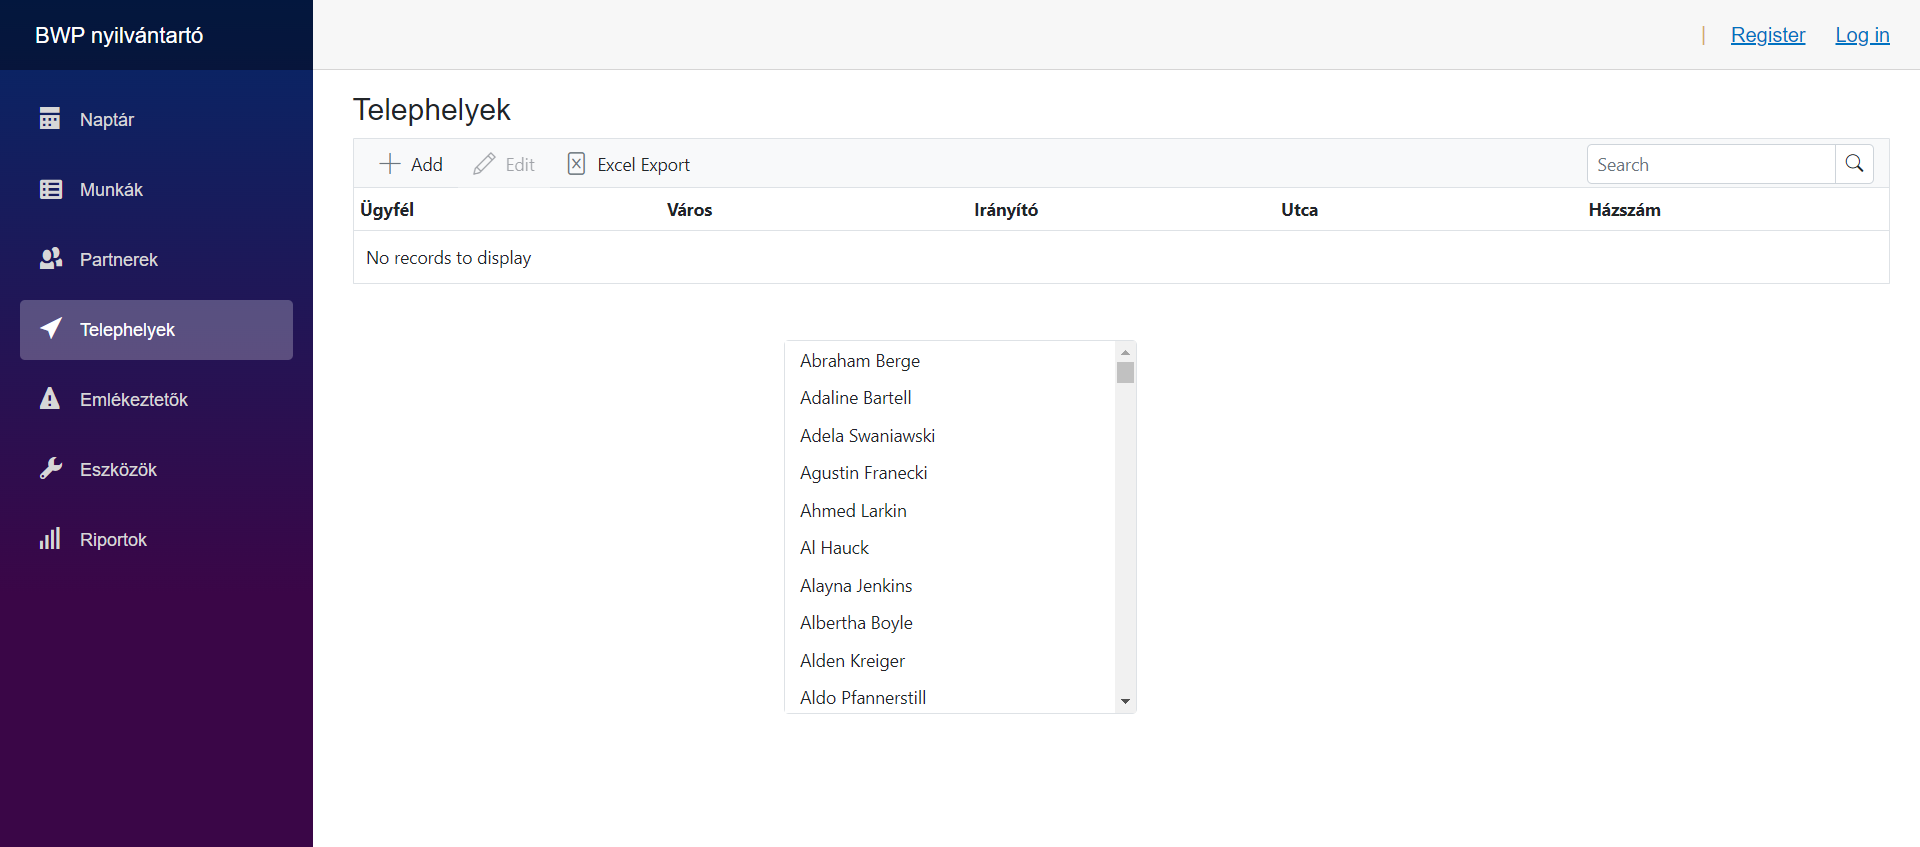 BWP nyilvántartó
| Register Log in
Naptár
Munkák
Partnerek
Telephelyek
Emlékeztetők
Eszközök
Riportok
Telephelyek
Add Edit Excel Export Search
Ügyfél Város Irányító Utca Házszám
No records to display
Abraham Berge
Adaline Bartell
Adela Swaniawski
Agustin Franecki
Ahmed Larkin
Al Hauck
Alayna Jenkins
Albertha Boyle
Alden Kreiger
Aldo Pfannerstill